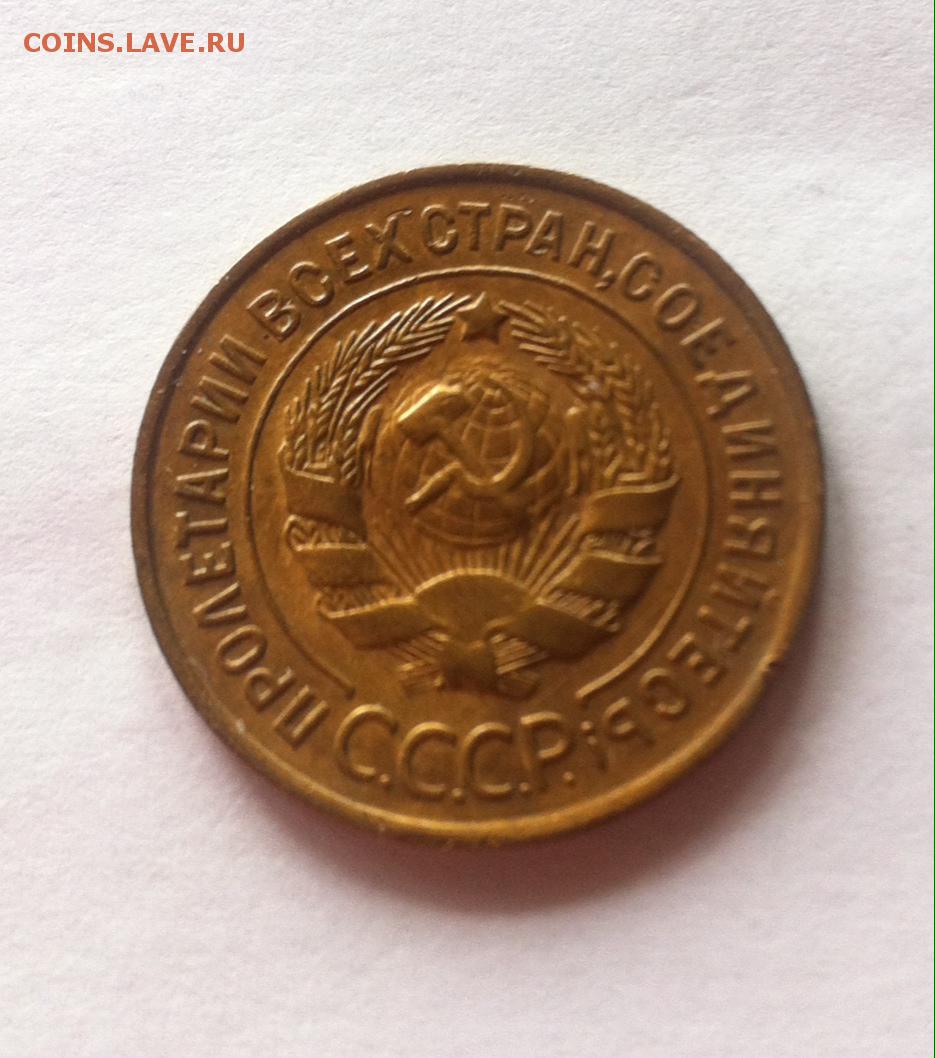 COINS.LAVE.RU
ПРОЛЕТАРИИ ВСЕХ СТРАН, СОЕДИНЯЙТЕСЬ!
С.С.С.Р.